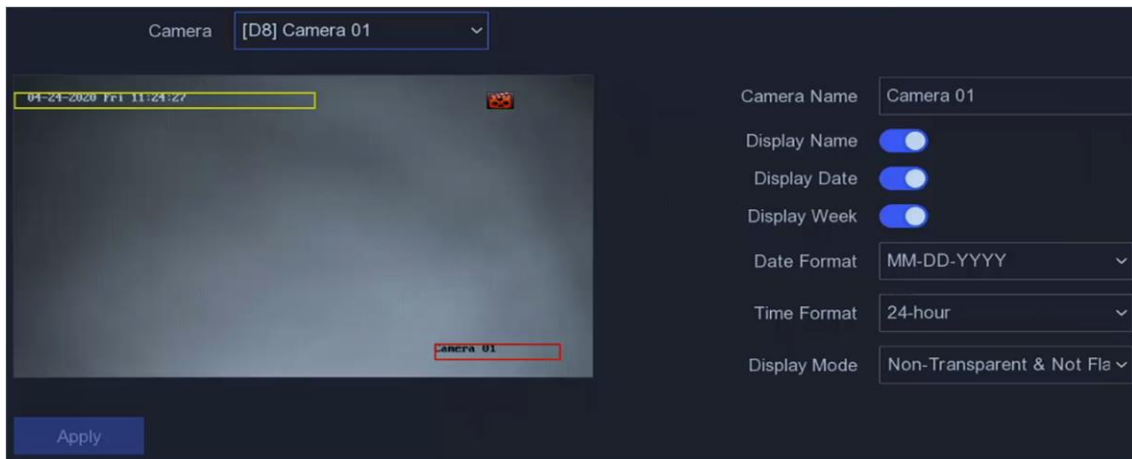 Camera [D8] Camera 01
04-24-2020 Fri 11:24:27
Camera 01
Camera Name Camera 01
Display Name
Display Date
Display Week
Date Format MM-DD-YYYY
Time Format 24-hour
Display Mode Non-Transparent & Not Fla
Apply